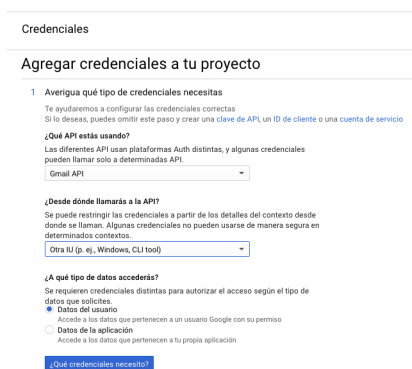 Credenciales
Agregar credenciales a tu proyecto
1 Averigua qué tipo de credenciales necesitas
Te ayudaremos a configurar las credenciales correctas
Si lo deseas, puedes omitir este paso y crear una clave de API, un ID de cliente o una cuenta de servicio
¿Qué API estás usando?
Las diferentes API usan plataformas Auth distintas, y algunas credenciales
pueden llamar solo a determinadas API.
Gmail API
¿Desde dónde llamarás a la API?
Se puede restringir las credenciales a partir de los detalles del contexto desde
donde se llaman. Algunas credenciales no pueden usarse de manera segura en
determinados contextos.
Otra IU (p. ej., Windows, CLI tool)
¿A qué tipo de datos accederás?
Se requieren credenciales distintas para autorizar el acceso según el tipo de
datos que solicites.
Datos del usuario
Accede a los datos que pertenecen a un usuario Google con su permiso
Datos de la aplicación
Accede a los datos que pertenecen a tu propia aplicación
¿Qué credenciales necesito?